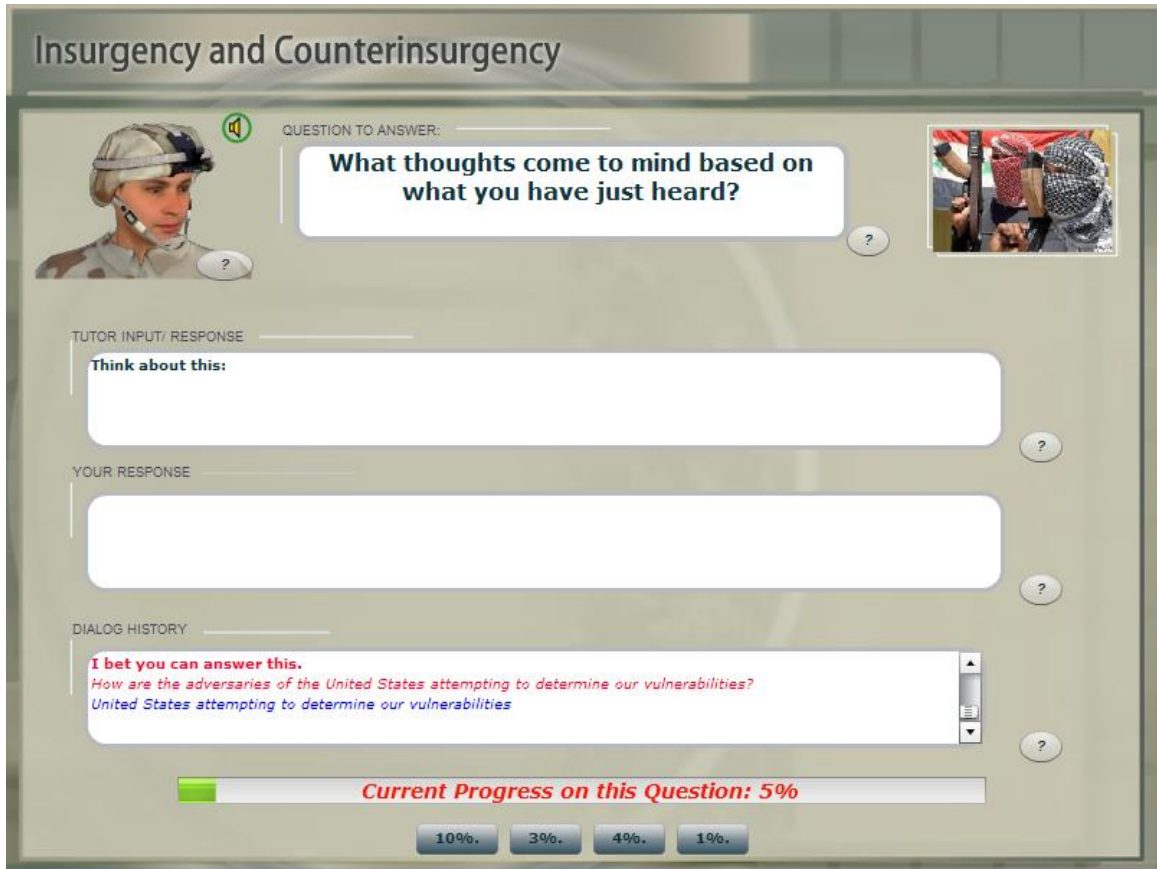 Insurgency and Counterinsurgency
QUESTION TO ANSWER:
What thoughts come to mind based on
what you have just heard?
?
?
TUTOR INPUT/ RESPONSE
Think about this:
?
YOUR RESPONSE
?
DIALOG HISTORY
I bet you can answer this.
How are the adversaries of the United States attempting to determine our vulnerabilities?
United States attempting to determine our vulnerabilities
?
Current Progress on this Question: 5%
10%. 3%. 4%. 1%.